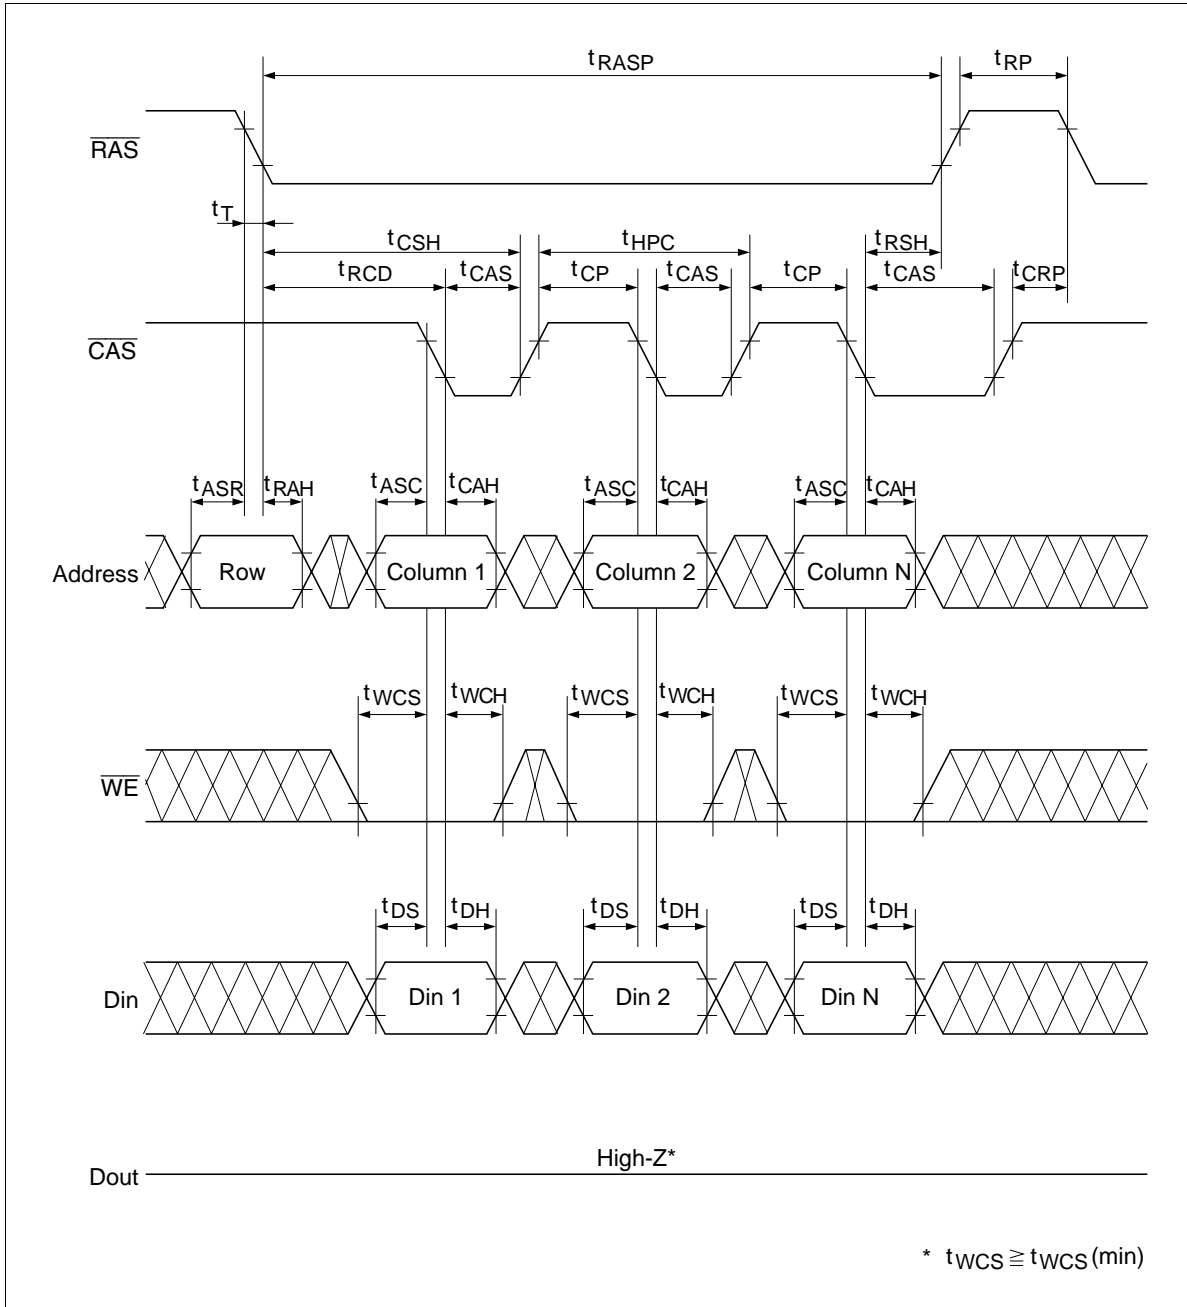 tRASP tRP
RAS
tT
tCSH tHPC tRSH
tRCD tCAS tCP tCAS tCP tCAS tCRP
CAS
tASR tRAH tASC tCAH tASC tCAH tASC tCAH
Address Row Column 1 Column 2 Column N
tWCS tWCH tWCS tWCH tWCS tWCH
WE
tDS tDH tDS tDH tDS tDH
Din Din 1 Din 2 Din N
High-Z*
Dout
* tWCS ≧ tWCS (min)